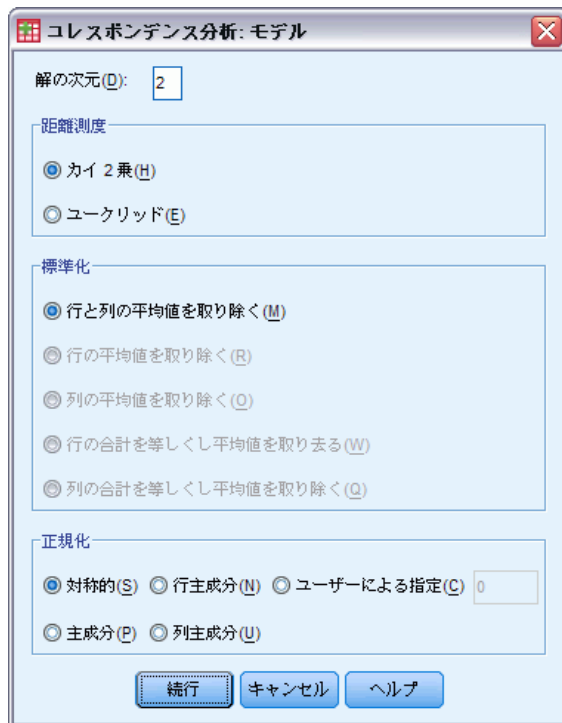 コレスポンデンス分析: モデル
解の次元(D): 2
距離測度
カイ 2 乗(H)
ユークリッド(E)
標準化
行と列の平均値を取り除く(M)
行の平均値を取り除く(R)
列の平均値を取り除く(O)
行の合計を等しくし平均値を取り去る(W)
列の合計を等しくし平均値を取り除く(Q)
正規化
対称的(S) 行主成分(N) ユーザーによる指定(C) 0
主成分(P) 列主成分(U)
続行 キャンセル ヘルプ